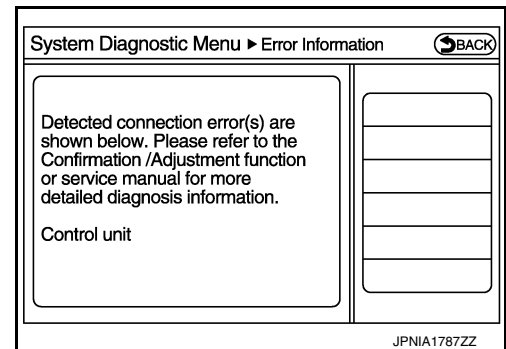 System Diagnostic Menu ▶ Error Information
BACK
Detected connection error(s) are
shown below. Please refer to the
Confirmation /Adjustment function
or service manual for more
detailed diagnosis information.
Control unit
JPNIA1787ZZ